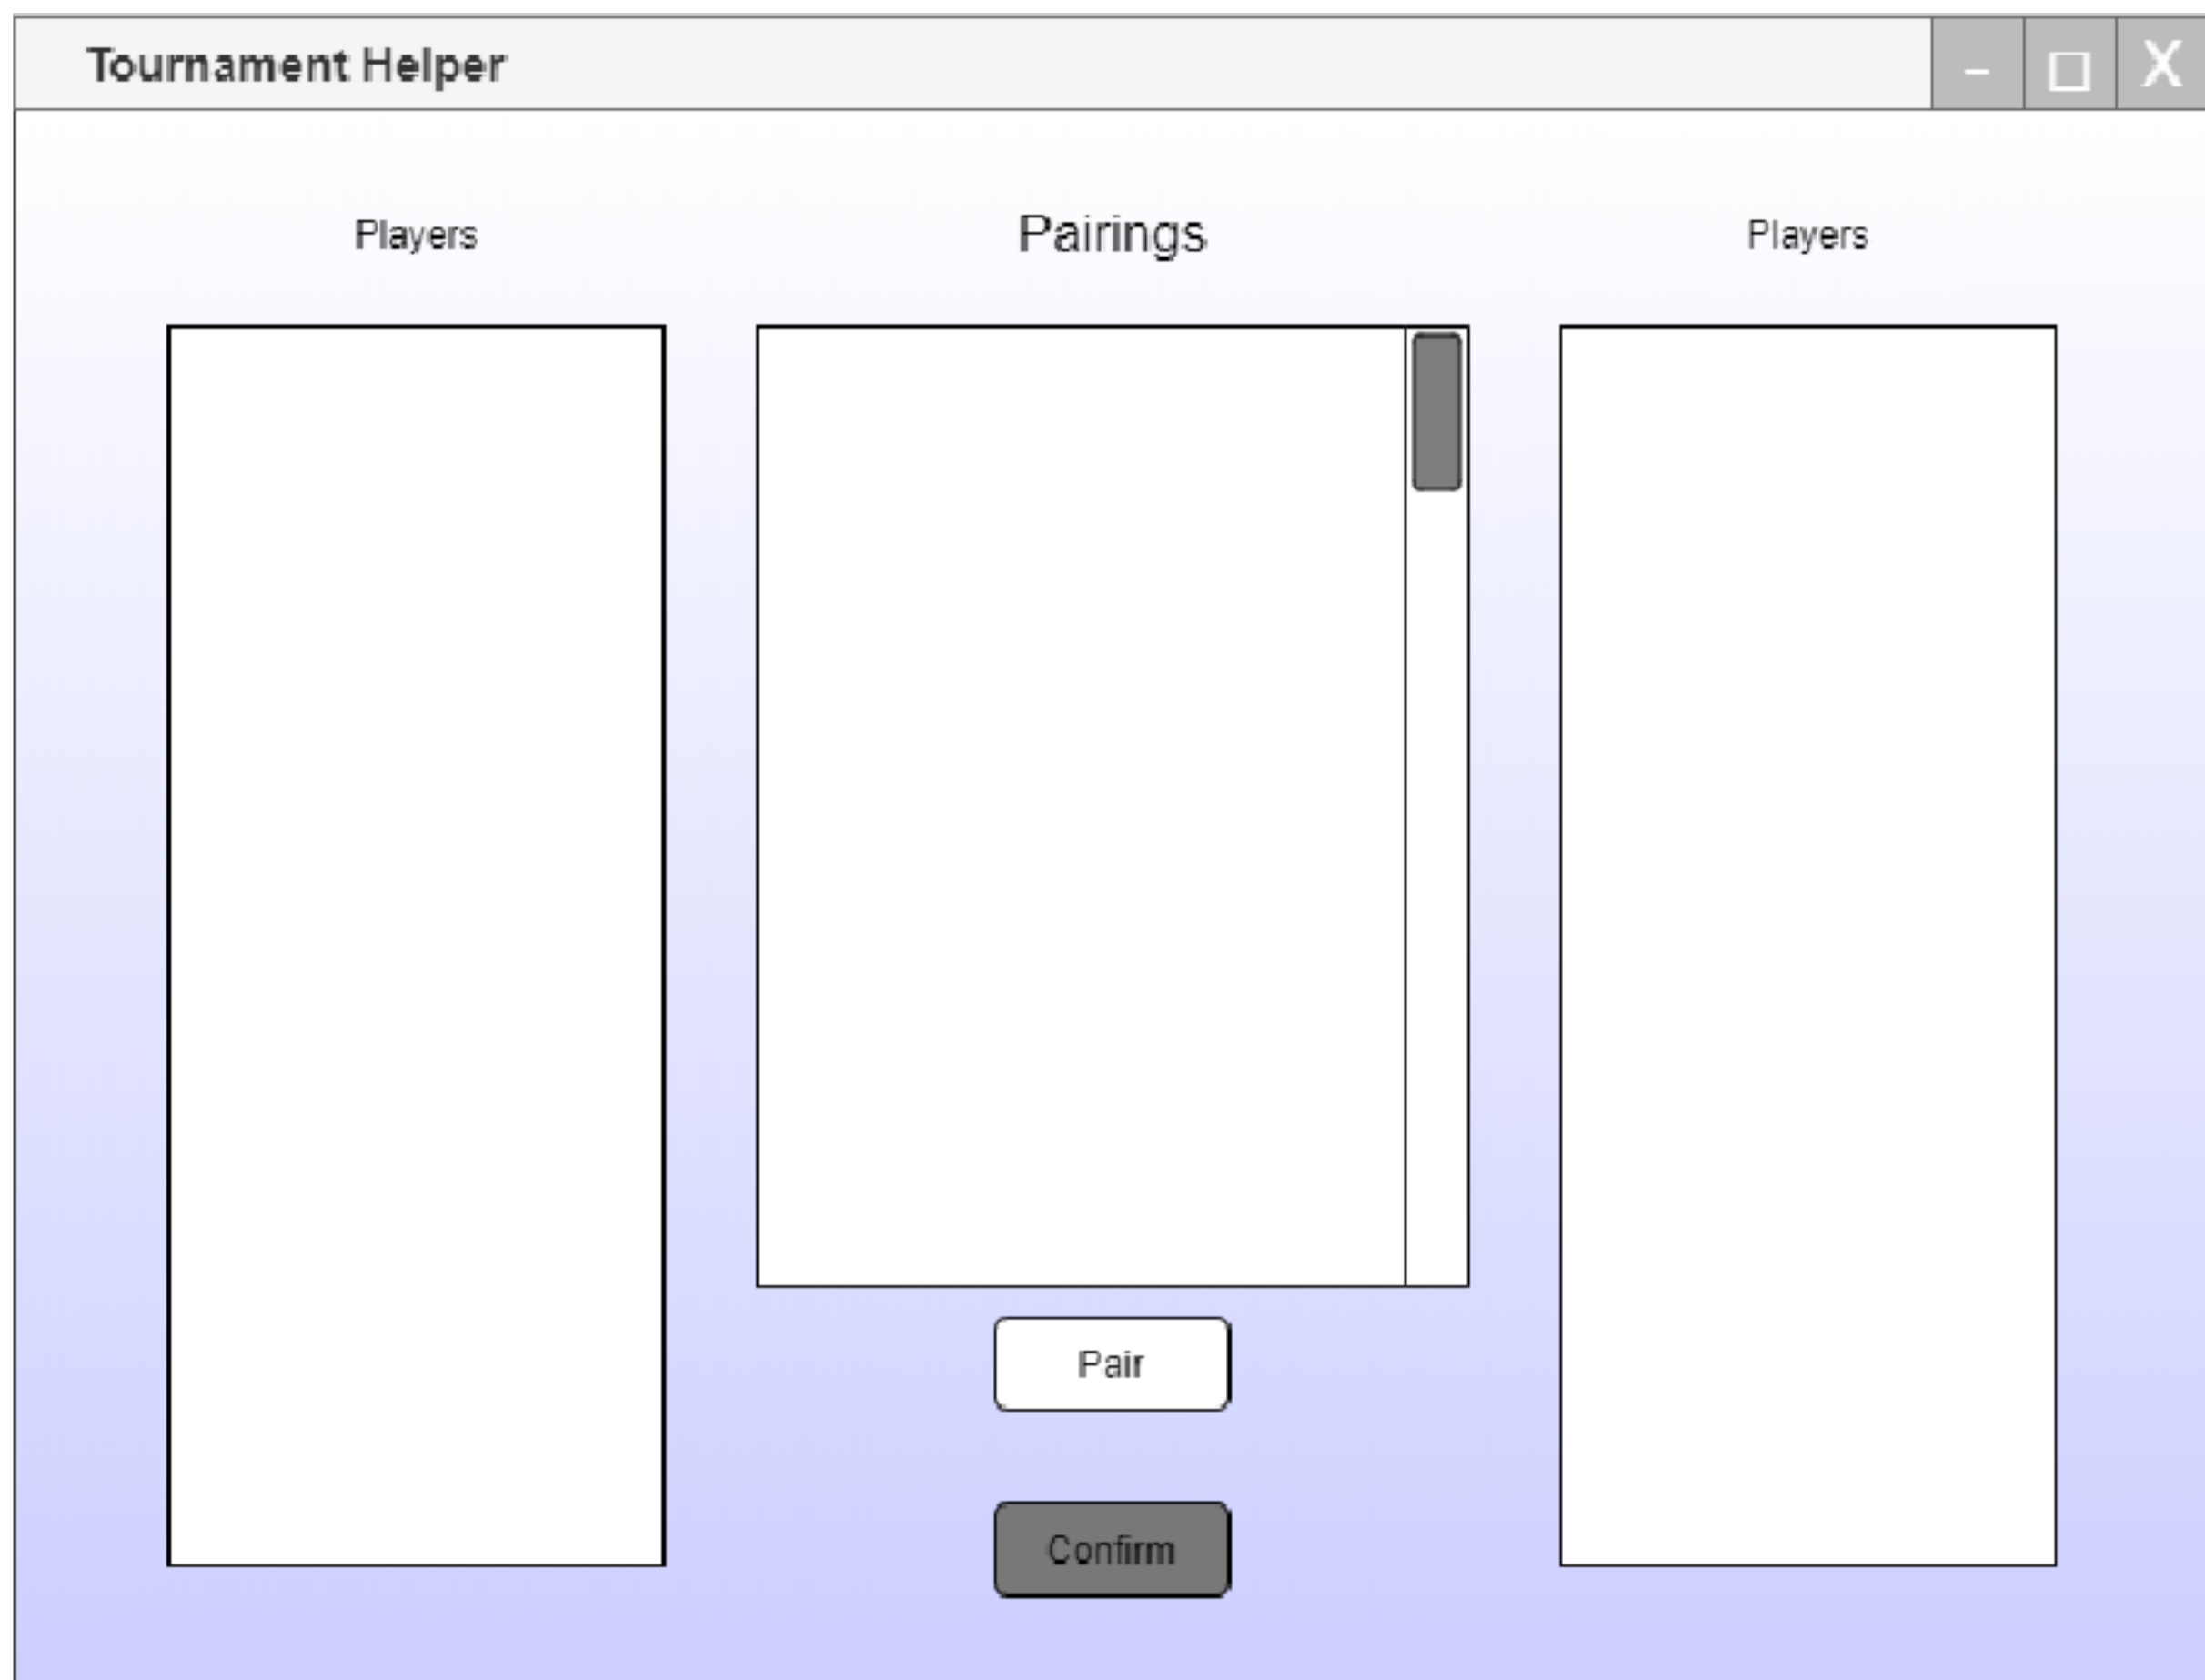 Tournament Helper
Players
Pairings
Players
Pair
Confirm